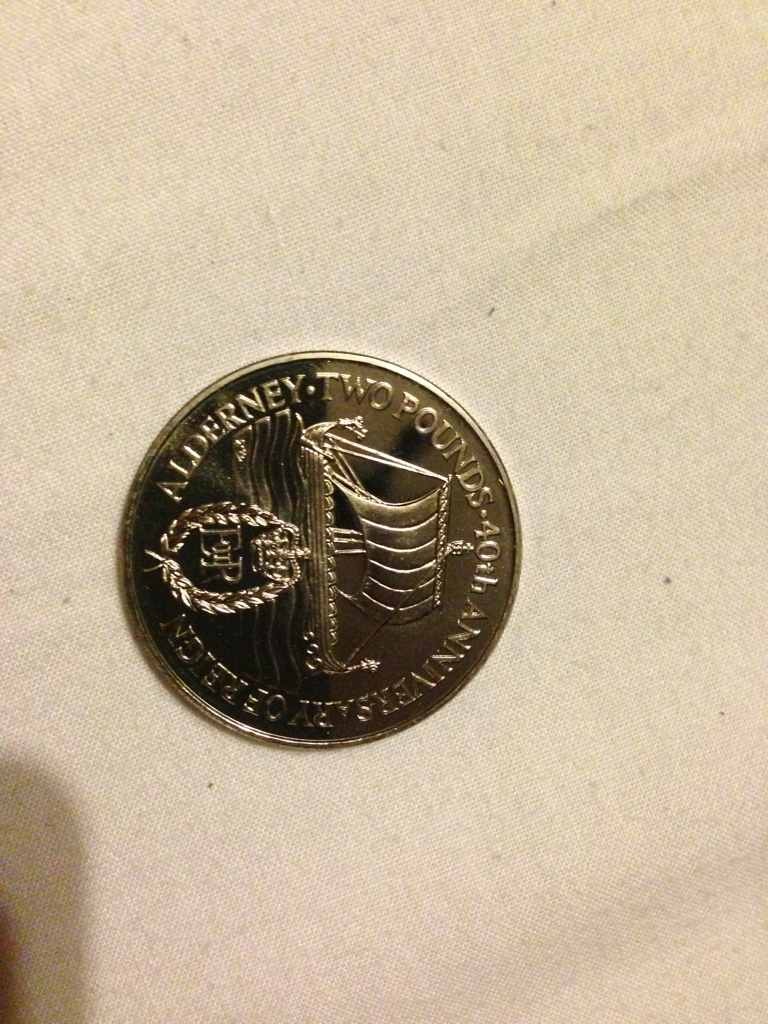 ALDERNEY · TWO POUNDS · 40th ANNIVERSARY OF REIGN
EIIR